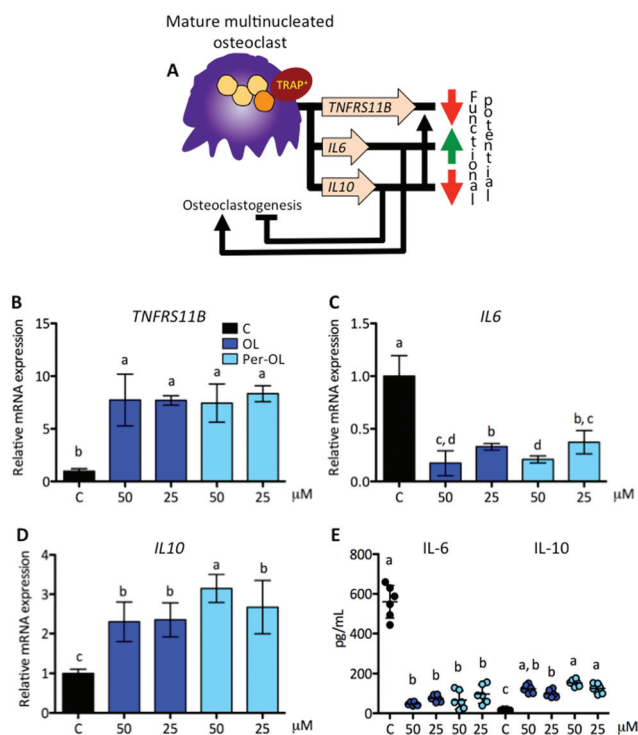 Mature multinucleated
osteoclast
A
TRAP⁺
TNFRS11B
IL6
IL10
Functional
potential
Osteoclastogenesis
B
TNFRS11B
Relative mRNA expression
15
10
5
0
C
OL
Per-OL
b
a
a
a
a
C
50
25
50
25
μM
C
IL6
Relative mRNA expression
1.5
1.0
0.5
0.0
a
c, d
b
d
b, c
C
50
25
50
25
μM
D
IL10
Relative mRNA expression
4
3
2
1
0
c
b
b
a
b
C
50
25
50
25
μM
E
IL-6
IL-10
pg/mL
800
600
400
200
0
a
b
b
b
b
c
a,b
b
a
a
C
50
25
50
25
C
50
25
50
25
μM